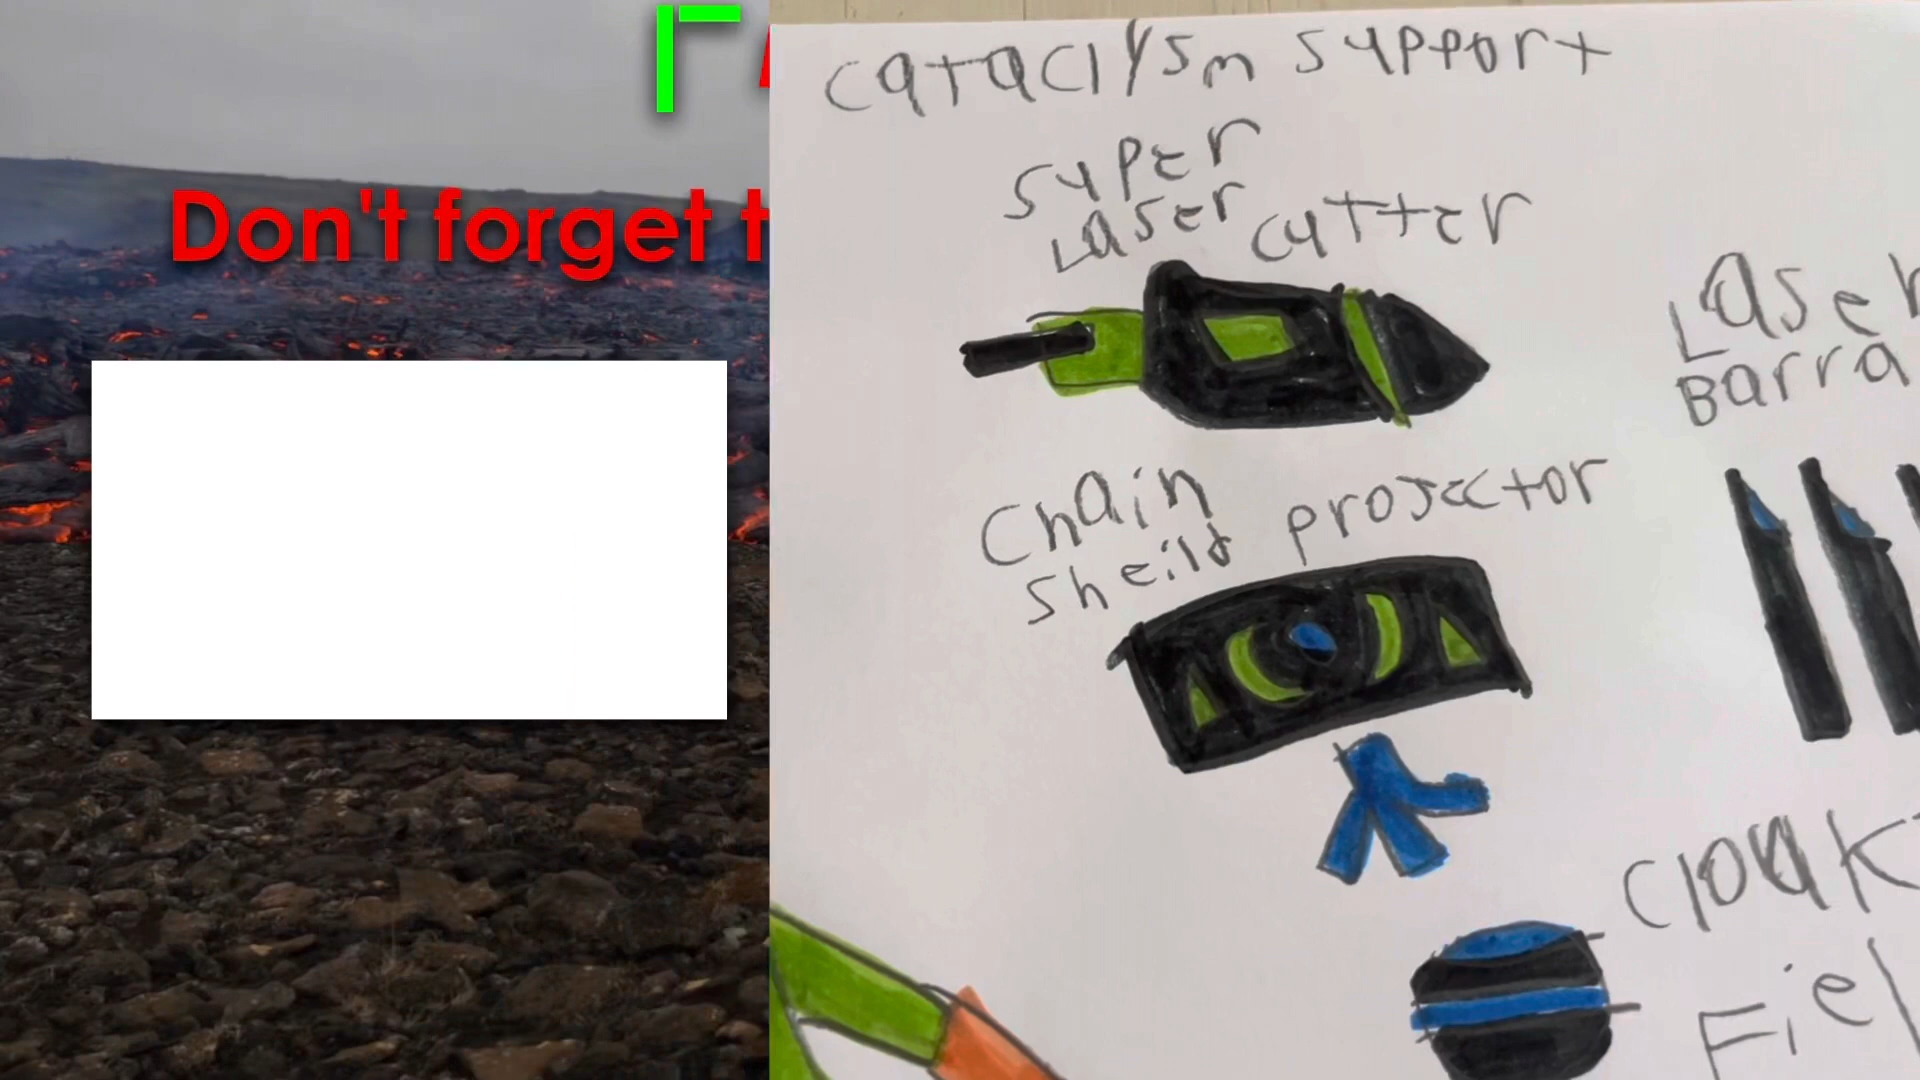 Don't forget t
cataclysm support
super
Laser cutter
Laser
Barra
Chain
sheild projector
cloak
Fiel